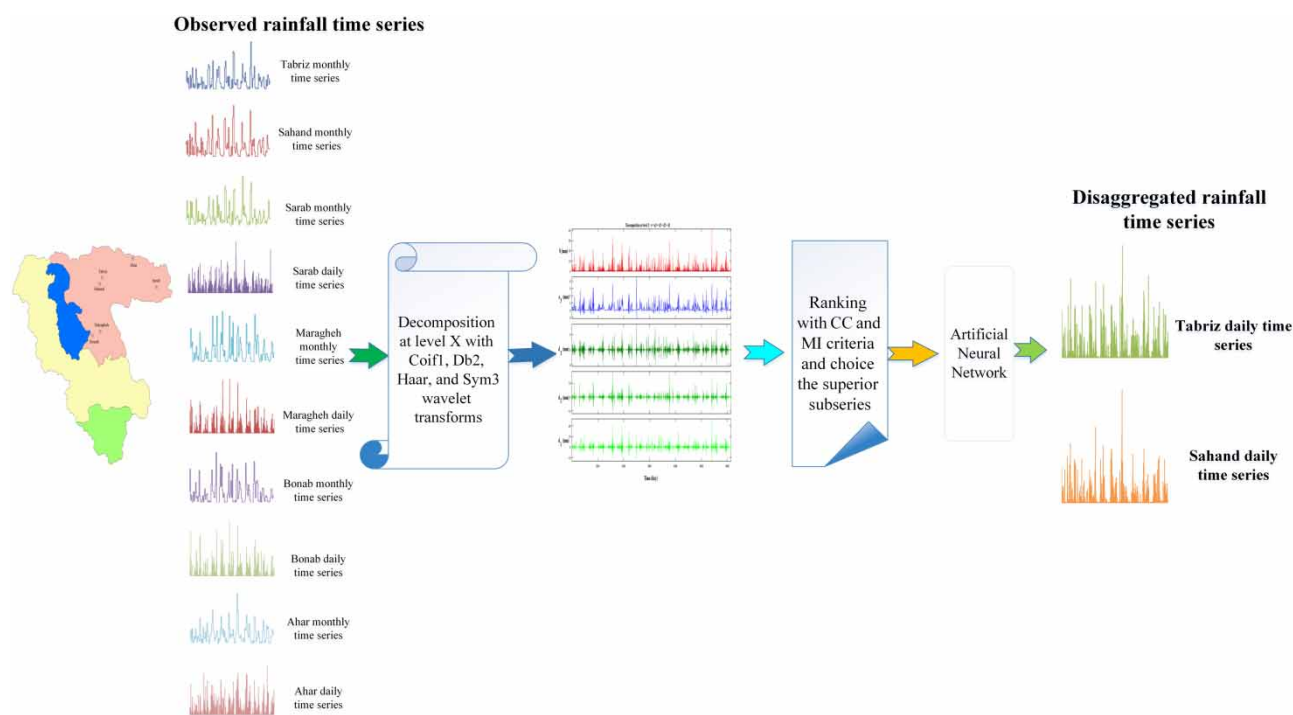 Observed rainfall time series
Tabriz monthly
time series
Sahand monthly
time series
Sarab monthly
time series
Sarab daily
time series
Maragheh
monthly
time series
Maragheh daily
time series
Bonab monthly
time series
Bonab daily
time series
Ahar monthly
time series
Ahar daily
time series
Decomposition
at level X with
Coif1, Db2,
Haar, and Sym3
wavelet
transforms
Ranking
with CC and
MI criteria
and choice
the superior
subseries
Artificial
Neural
Network
Disaggregated rainfall
time series
Tabriz daily time
series
Sahand daily
time series